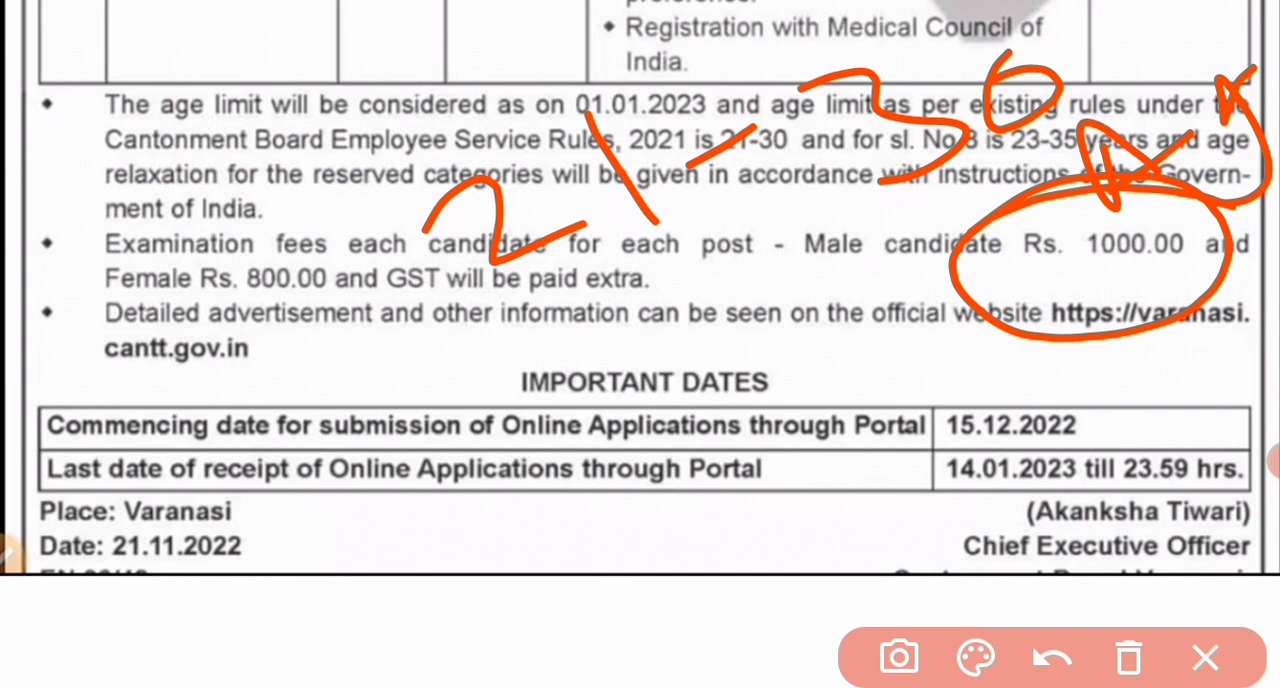 • Registration with Medical Council of
India.
• The age limit will be considered as on 01.01.2023 and age limit as per existing rules under the
Cantonment Board Employee Service Rules, 2021 is 21-30 and for sl. No 8 is 23-35 years and age
relaxation for the reserved categories will be given in accordance with instructions of the Govern-
ment of India.
21-30
• Examination fees each candidate for each post - Male candidate Rs. 1000.00 and
Female Rs. 800.00 and GST will be paid extra.
• Detailed advertisement and other information can be seen on the official website https://varanasi.
cantt.gov.in
IMPORTANT DATES
Commencing date for submission of Online Applications through Portal 15.12.2022
Last date of receipt of Online Applications through Portal 14.01.2023 till 23.59 hrs.
Place: Varanasi (Akanksha Tiwari)
Date: 21.11.2022 Chief Executive Officer